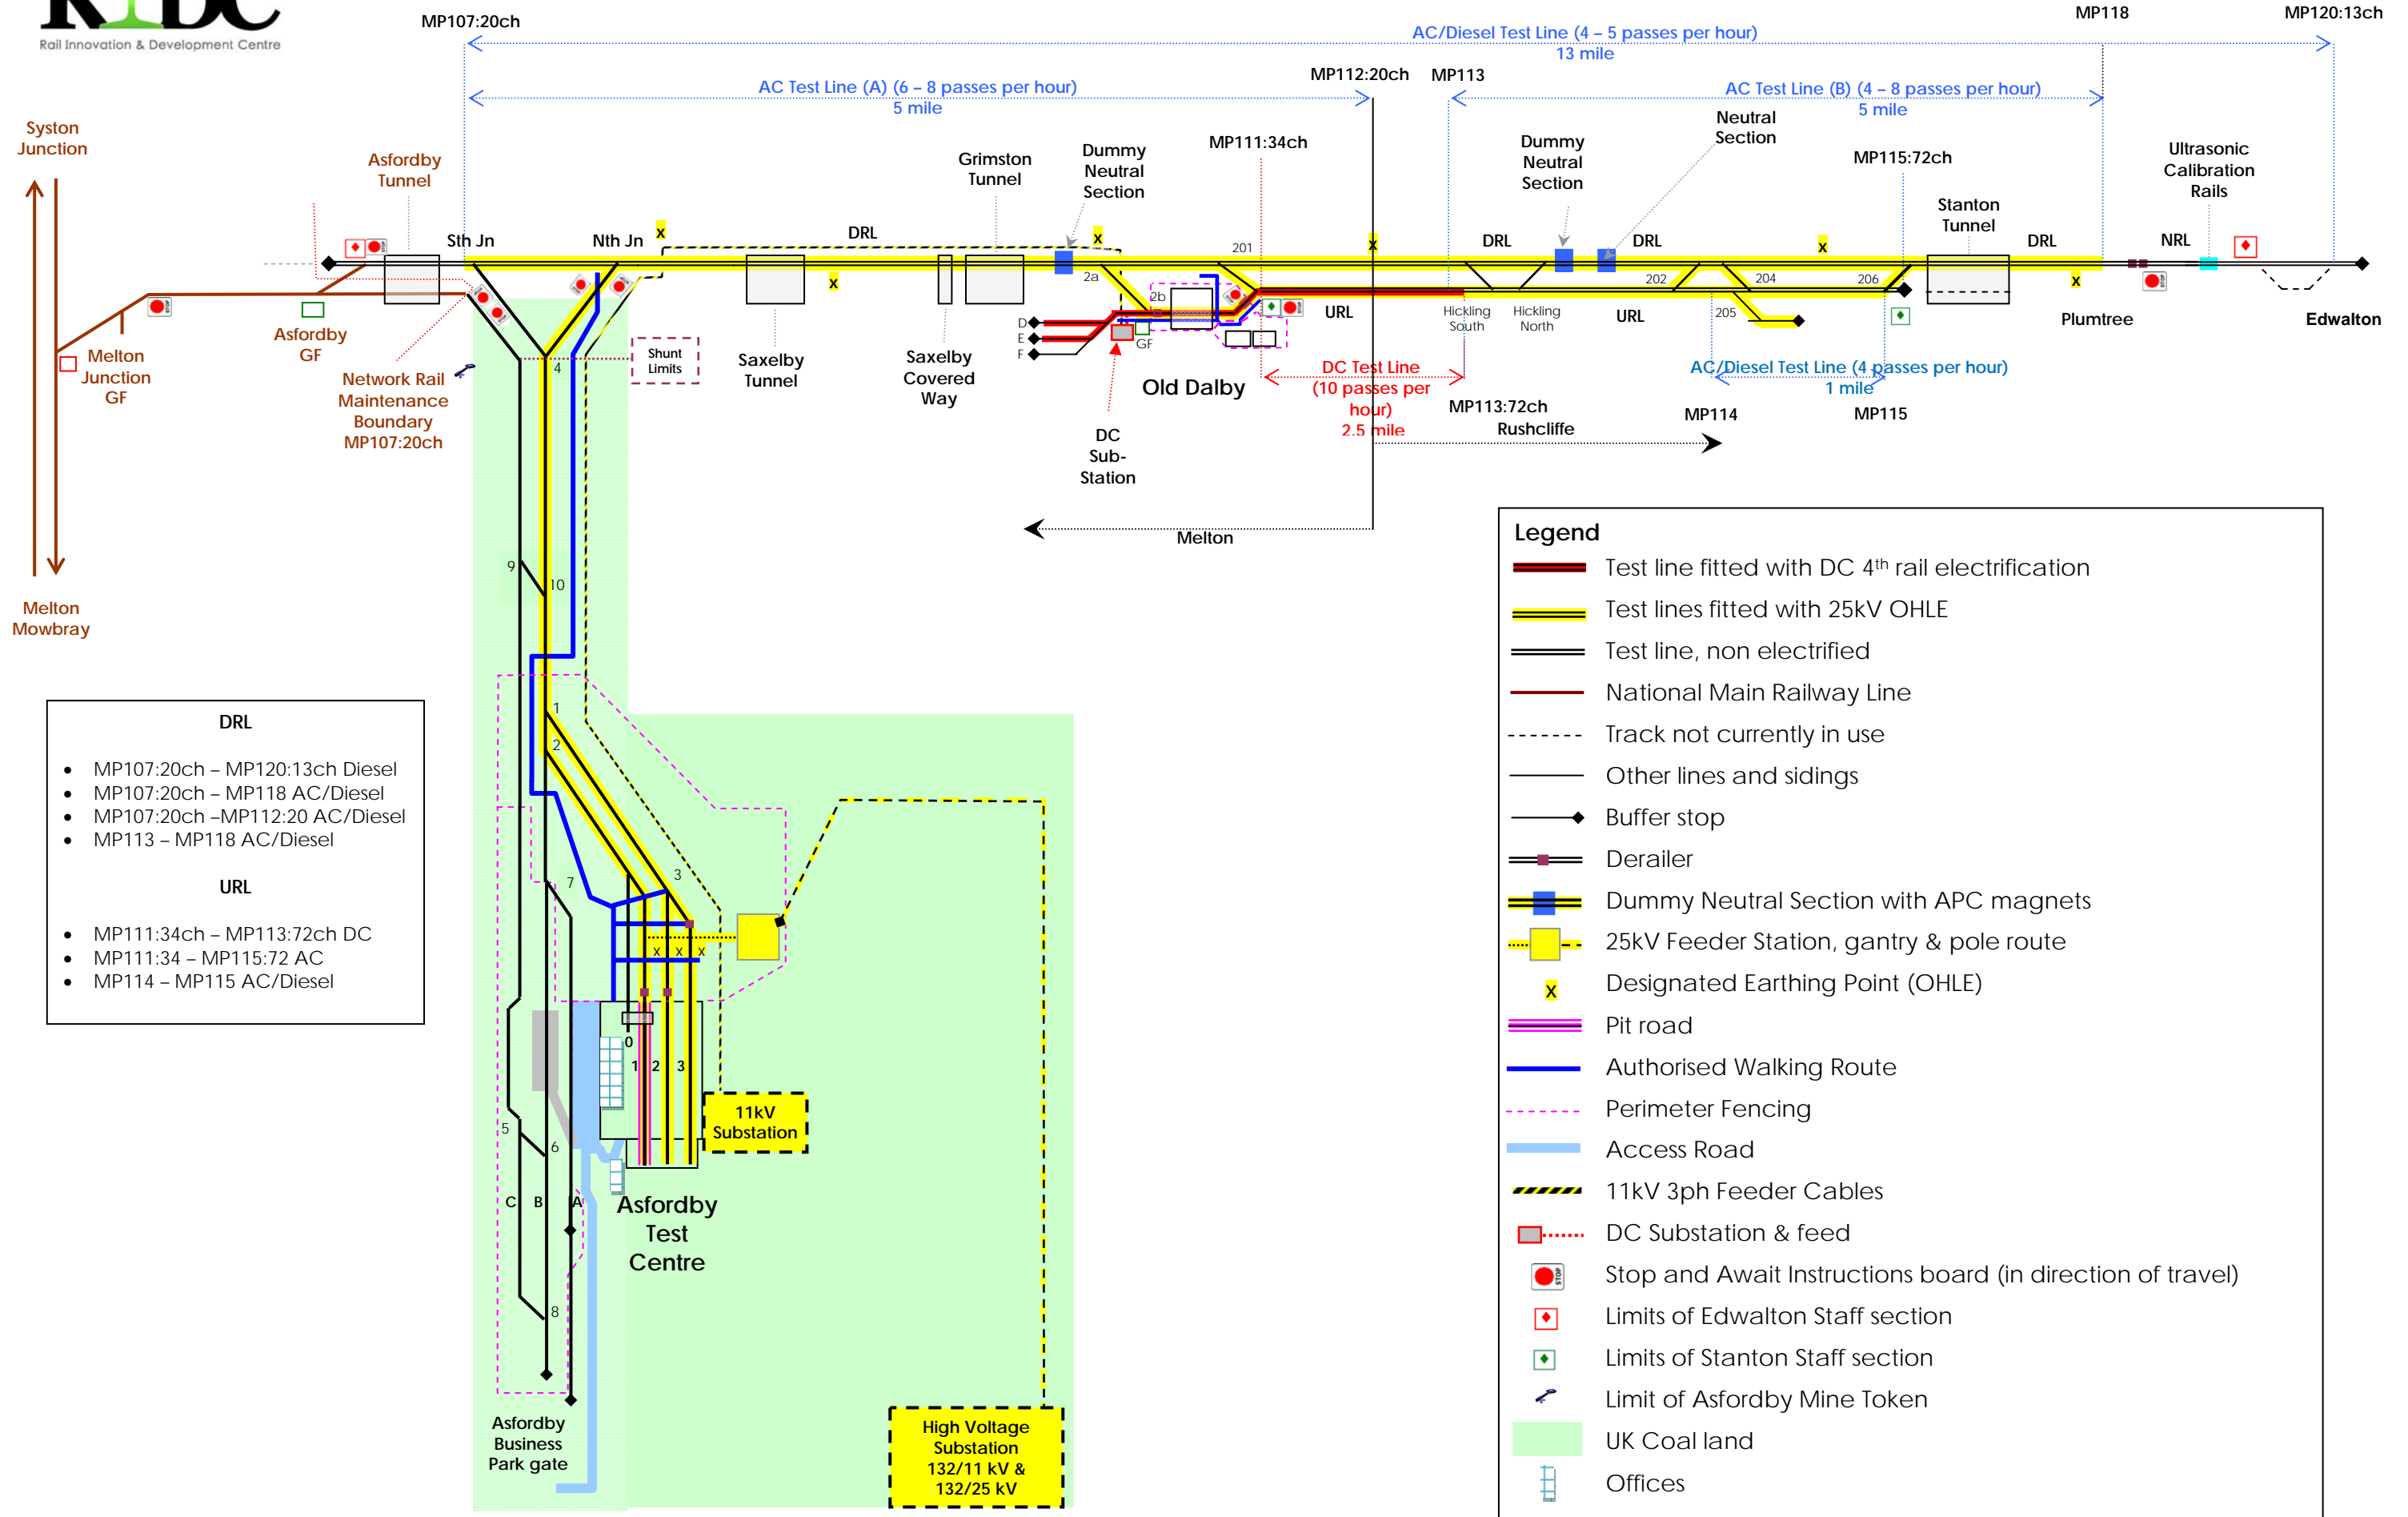 RIDC
Rail Innovation & Development Centre
MP107:20ch
MP118
MP120:13ch
AC/Diesel Test Line (4 – 5 passes per hour)
13 mile
MP112:20ch
MP113
AC Test Line (A) (6 – 8 passes per hour)
5 mile
AC Test Line (B) (4 – 8 passes per hour)
5 mile
Syston
Junction
Asfordby
Tunnel
Grimston
Tunnel
Dummy
Neutral
Section
MP111:34ch
Dummy
Neutral
Section
Neutral
Section
MP115:72ch
Ultrasonic
Calibration
Rails
Stanton
Tunnel
Sth Jn
Nth Jn
X
DRL
X
201
X
DRL
DRL
X
DRL
NRL
X
2a
2b
202
204
206
X
D
E
F
GF
URL
Hickling
South
Hickling
North
URL
205
Plumtree
Edwalton
Asfordby
GF
Melton
Junction
GF
Network Rail
Maintenance
Boundary
MP107:20ch
4
Shunt
Limits
Saxelby
Tunnel
Saxelby
Covered
Way
Old Dalby
DC
Sub-
Station
DC Test Line
(10 passes per
hour)
2.5 mile
AC/Diesel Test Line (4 passes per hour)
1 mile
MP113:72ch
Rushcliffe
MP114
MP115
Melton
Melton
Mowbray
9
10
1
2
3
7
X X X
0
1 2 3
11kV
Substation
5
6
C B A
8
Asfordby
Test
Centre
Asfordby
Business
Park gate
High Voltage
Substation
132/11 kV &
132/25 kV
DRL
• MP107:20ch – MP120:13ch Diesel
• MP107:20ch – MP118 AC/Diesel
• MP107:20ch –MP112:20 AC/Diesel
• MP113 – MP118 AC/Diesel
URL
• MP111:34ch – MP113:72ch DC
• MP111:34 – MP115:72 AC
• MP114 – MP115 AC/Diesel
Legend
Test line fitted with DC 4th rail electrification
Test lines fitted with 25kV OHLE
Test line, non electrified
National Main Railway Line
Track not currently in use
Other lines and sidings
Buffer stop
Derailer
Dummy Neutral Section with APC magnets
25kV Feeder Station, gantry & pole route
X Designated Earthing Point (OHLE)
Pit road
Authorised Walking Route
Perimeter Fencing
Access Road
11kV 3ph Feeder Cables
DC Substation & feed
STOP Stop and Await Instructions board (in direction of travel)
Limits of Edwalton Staff section
Limits of Stanton Staff section
Limit of Asfordby Mine Token
UK Coal land
Offices